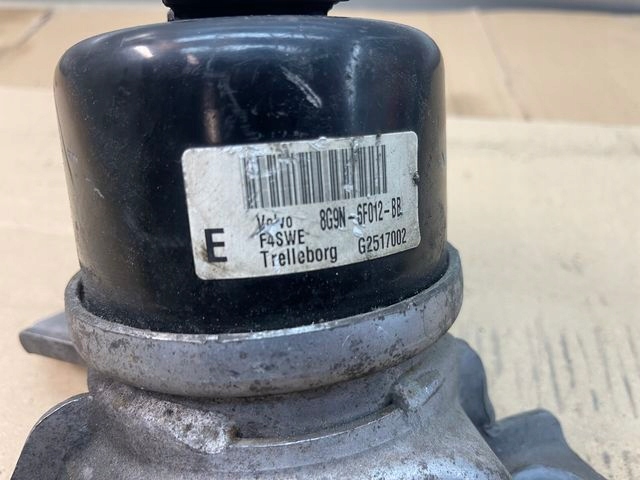 Volvo 8G9N-6F012-BB
E F4SWE
Trelleborg G2517002